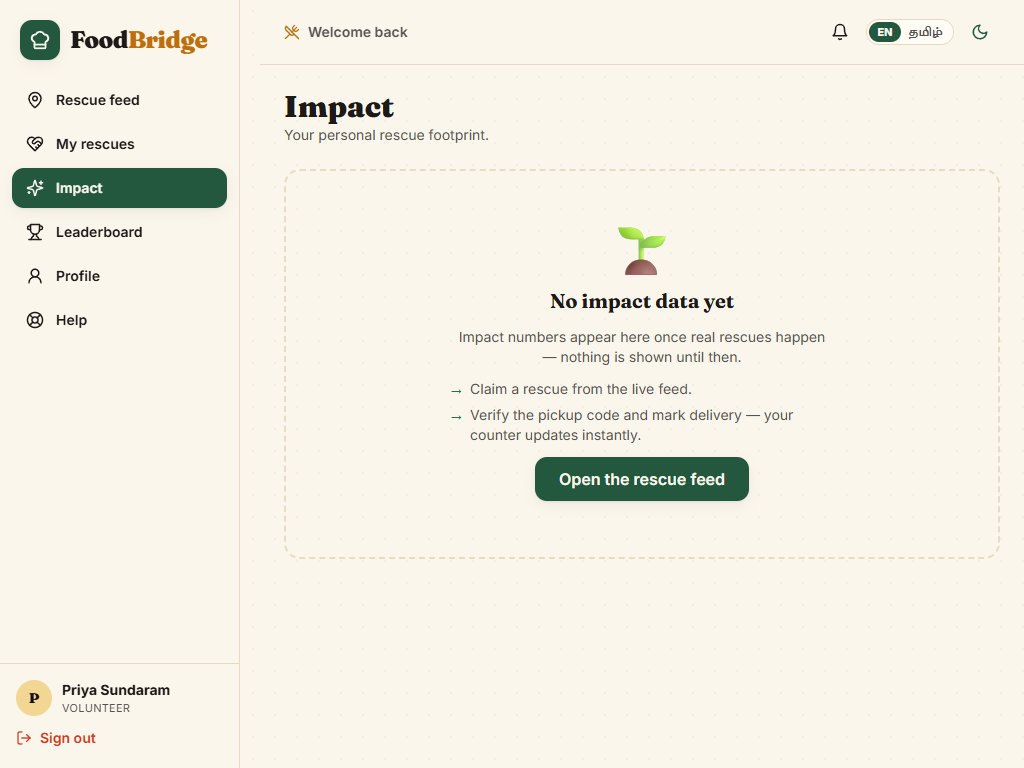 FoodBridge
Rescue feed
My rescues
Impact
Leaderboard
Profile
Help
P
Priya Sundaram
VOLUNTEER
Sign out
Welcome back
EN தமிழ்
Impact
Your personal rescue footprint.
No impact data yet
Impact numbers appear here once real rescues happen
— nothing is shown until then.
→ Claim a rescue from the live feed.
→ Verify the pickup code and mark delivery — your
counter updates instantly.
Open the rescue feed